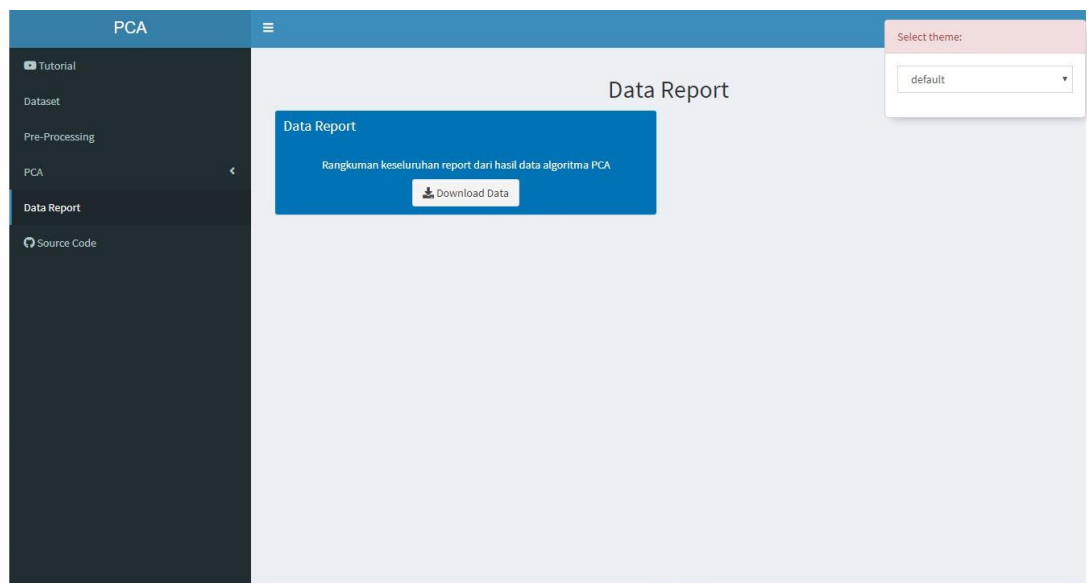 PCA
Select theme:
default
Tutorial
Dataset
Pre-Processing
PCA
Data Report
Source Code
Data Report
Data Report
Rangkuman keseluruhan report dari hasil data algoritma PCA
Download Data